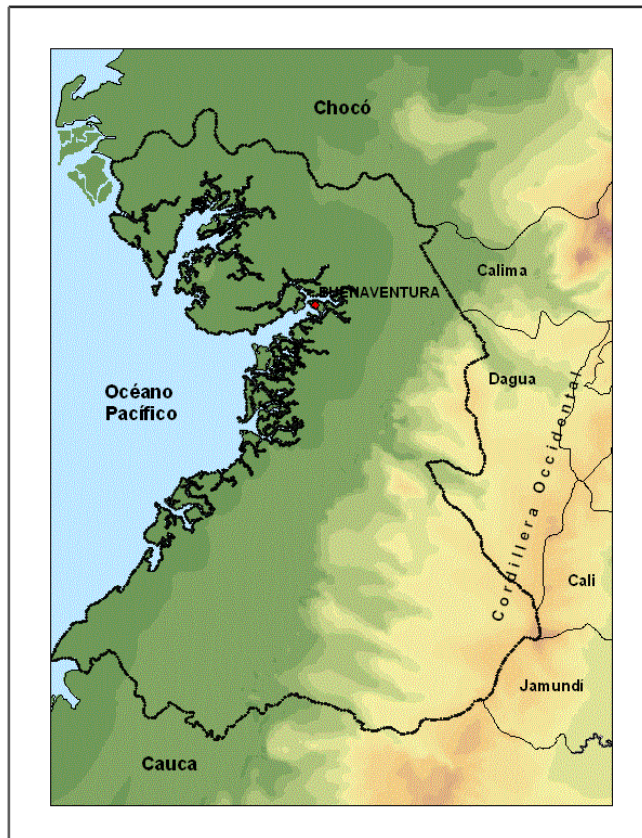 Chocó
Calima
BUENAVENTURA
Dagua
Océano
Pacífico
Cordillera Occidental
Cali
Jamundí
Cauca